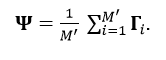 𝚿 = 1/M′ ∑_{i=1}^{M′} 𝚪_i.